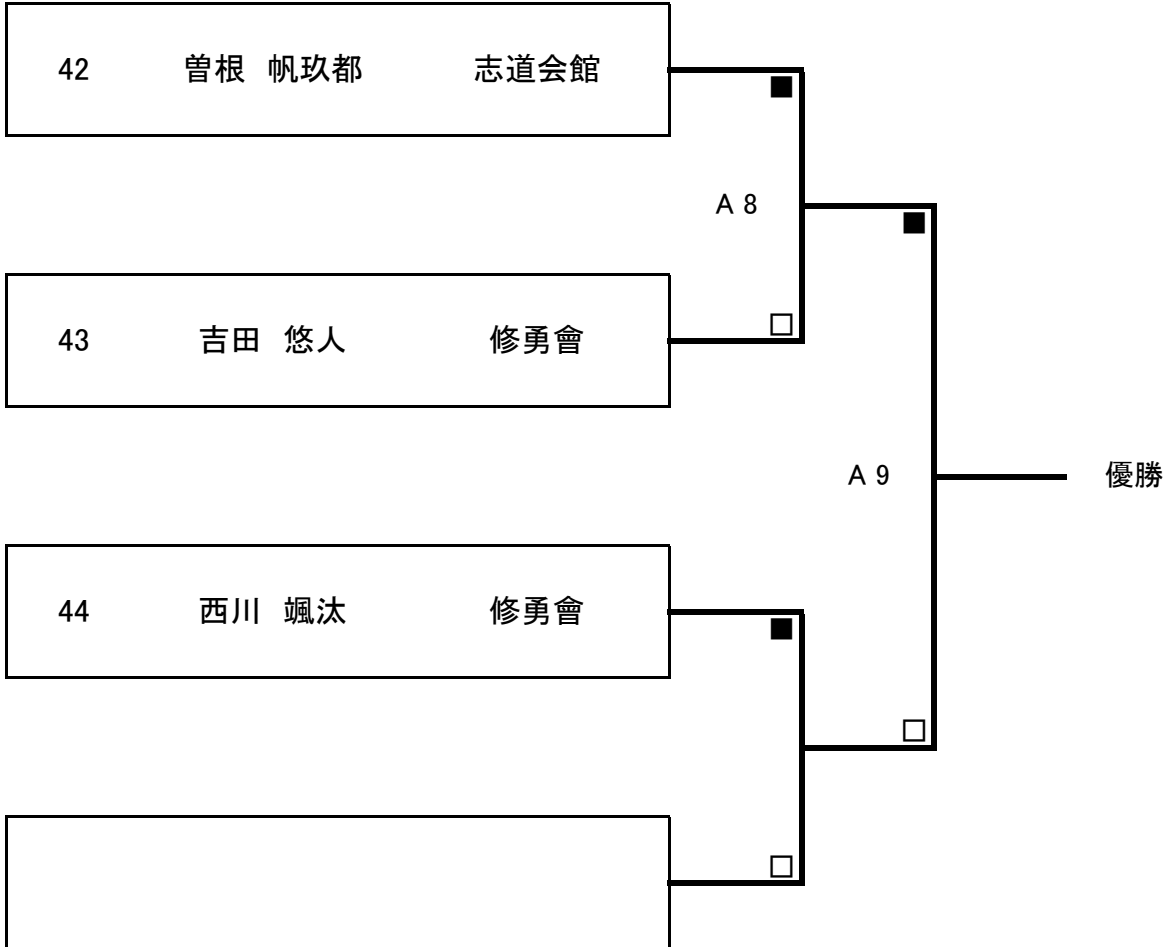 42 曽根 帆玖都 志道会館
A 8
43 吉田 悠人 修勇會
A 9
優勝
44 西川 颯汰 修勇會